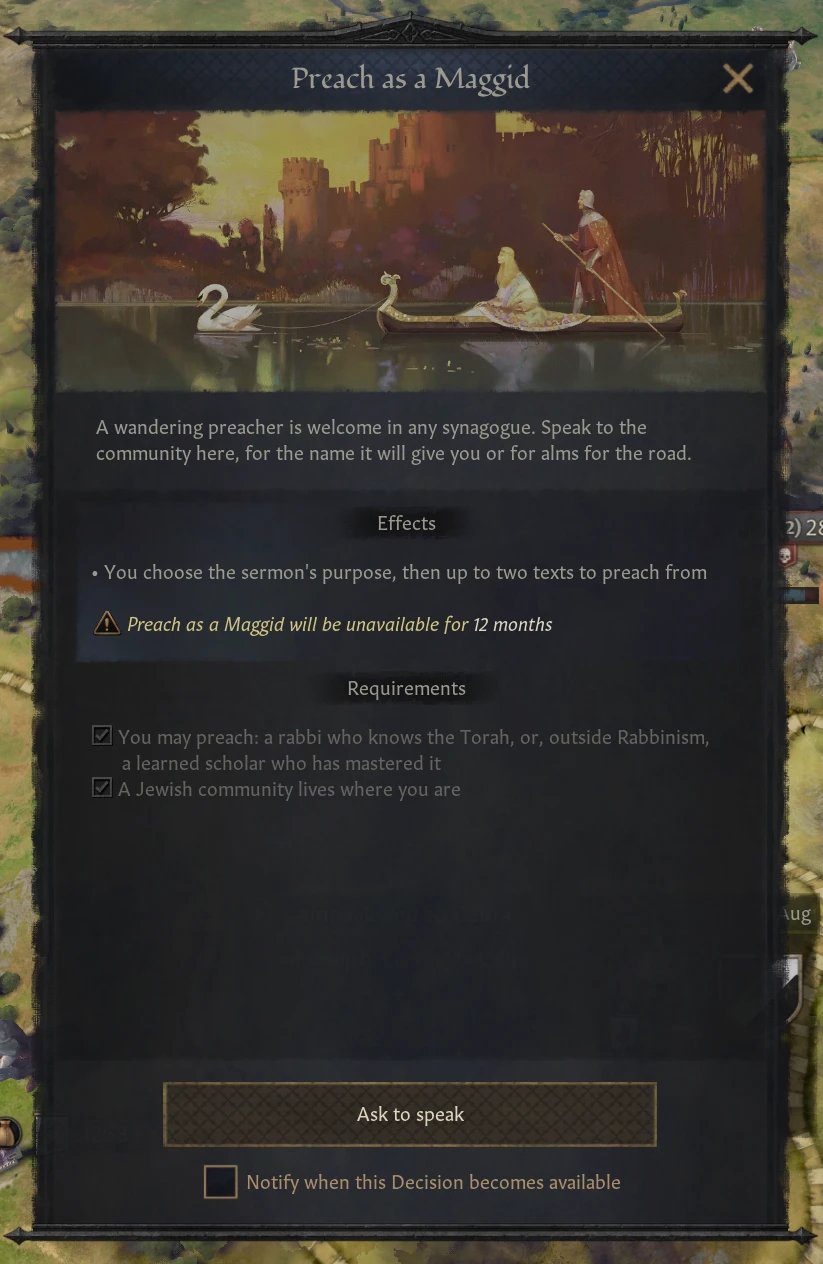 Preach as a Maggid
A wandering preacher is welcome in any synagogue. Speak to the
community here, for the name it will give you or for alms for the road.
Effects
2) 28
• You choose the sermon's purpose, then up to two texts to preach from
Preach as a Maggid will be unavailable for 12 months
Requirements
You may preach: a rabbi who knows the Torah, or, outside Rabbinism,
a learned scholar who has mastered it
A Jewish community lives where you are
Aug
Ask to speak
Notify when this Decision becomes available